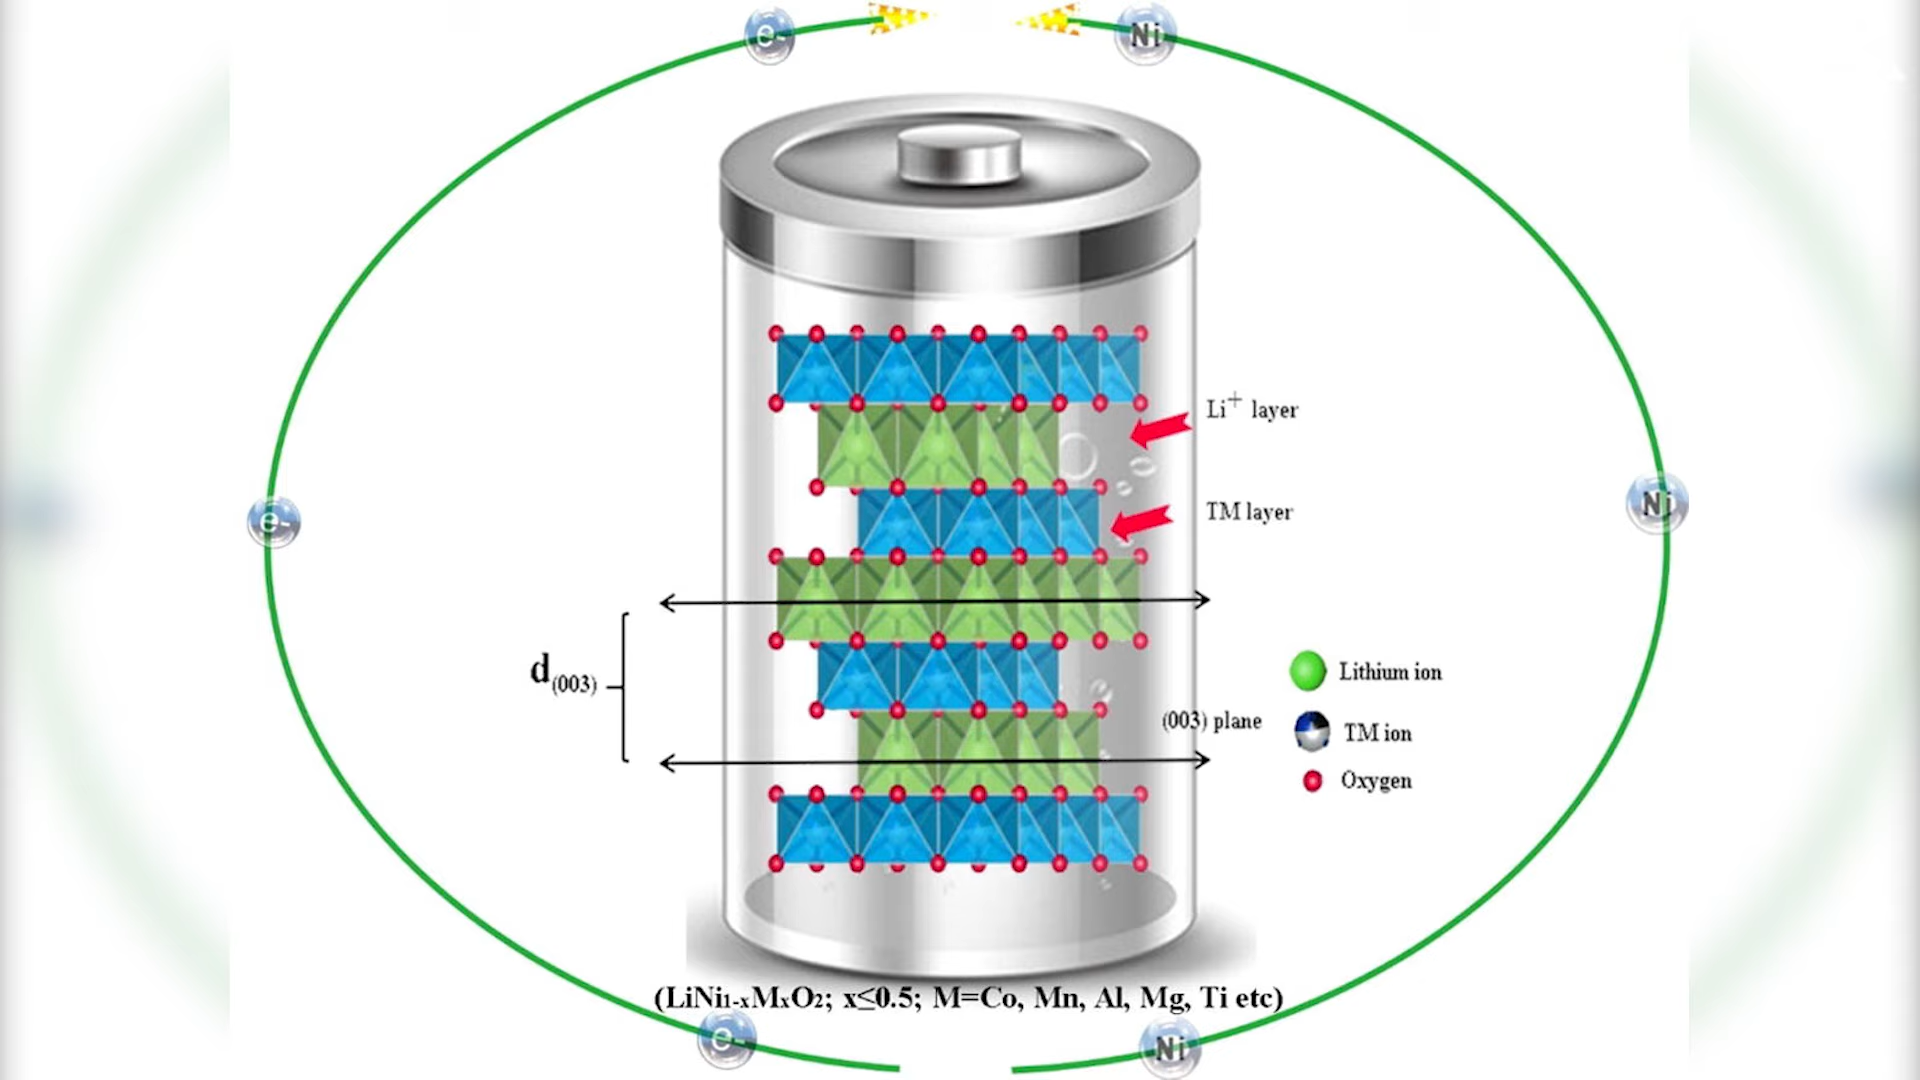 e-
Ni
Li+ layer
TM layer
e-
Ni
d(003)
Lithium ion
(003) plane
TM ion
Oxygen
(LiNi1-xMxO2; x≤0.5; M=Co, Mn, Al, Mg, Ti etc)
e-
Ni